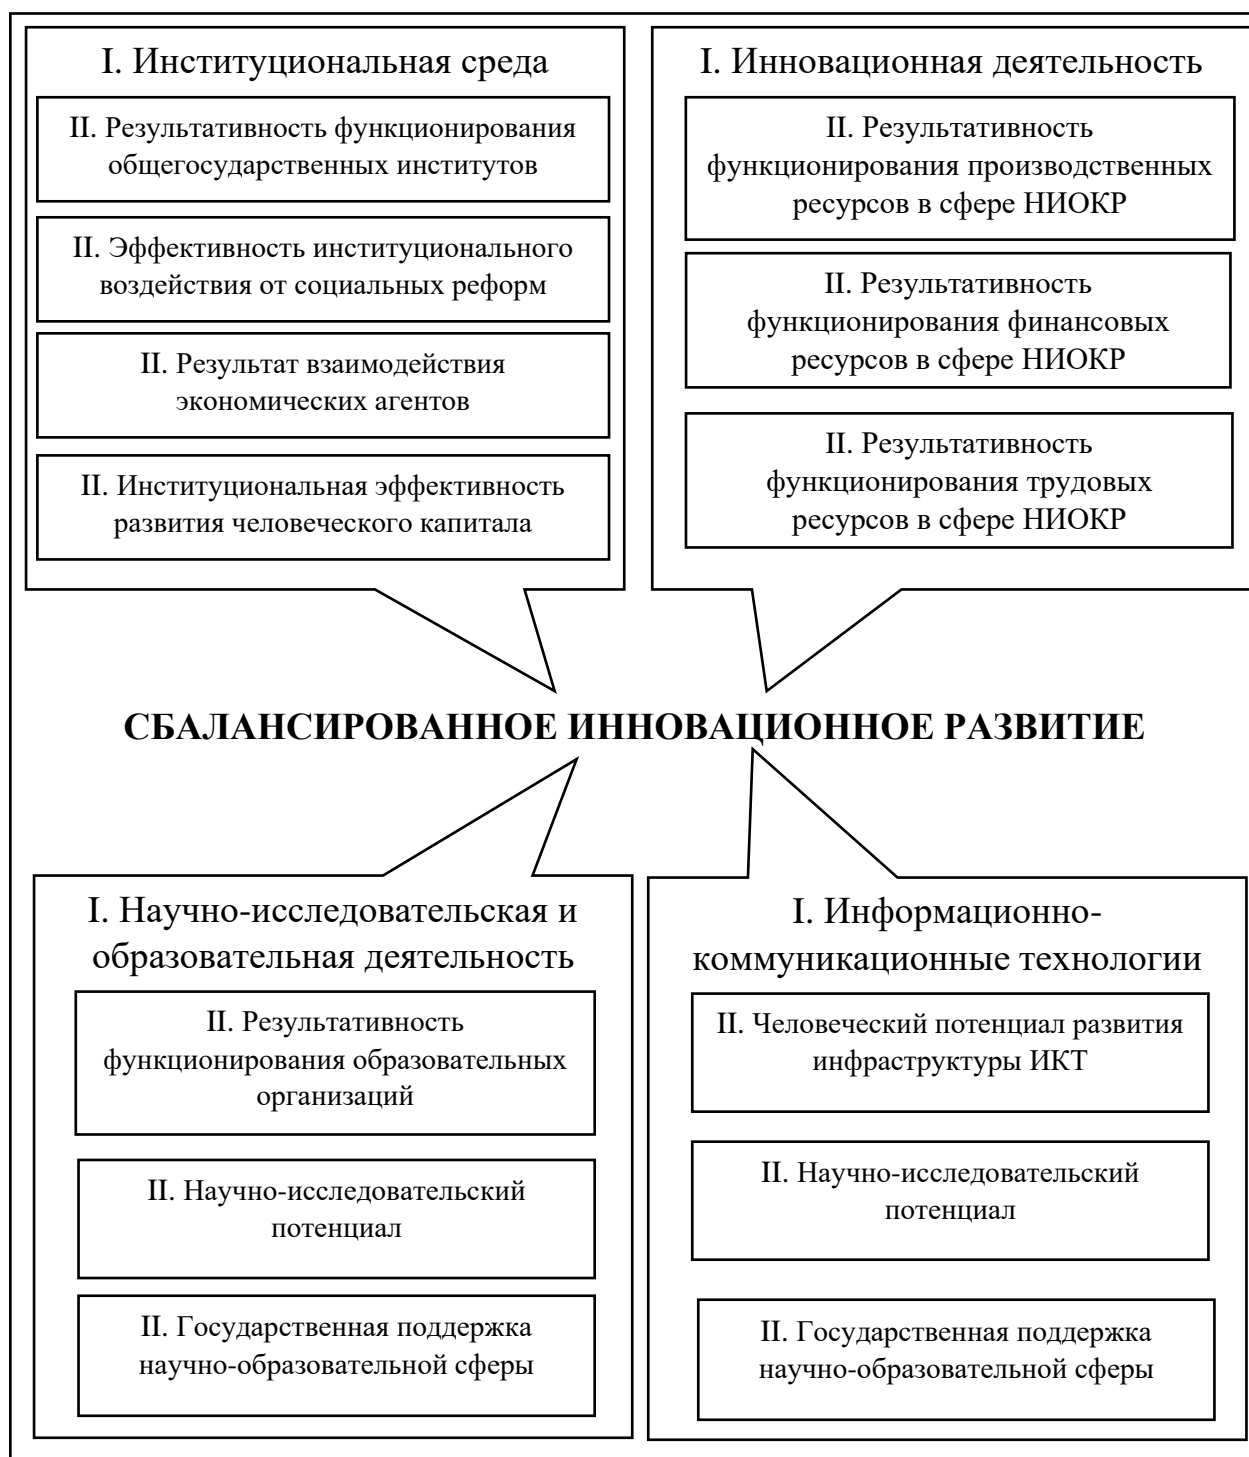 I. Институциональная среда
II. Результативность функционирования
общегосударственных институтов
II. Эффективность институционального
воздействия от социальных реформ
II. Результат взаимодействия
экономических агентов
II. Институциональная эффективность
развития человеческого капитала
I. Инновационная деятельность
II. Результативность
функционирования производственных
ресурсов в сфере НИОКР
II. Результативность
функционирования финансовых
ресурсов в сфере НИОКР
II. Результативность
функционирования трудовых
ресурсов в сфере НИОКР
СБАЛАНСИРОВАННОЕ ИННОВАЦИОННОЕ РАЗВИТИЕ
I. Научно-исследовательская и
образовательная деятельность
II. Результативность
функционирования образовательных
организаций
II. Научно-исследовательский
потенциал
II. Государственная поддержка
научно-образовательной сферы
I. Информационно-
коммуникационные технологии
II. Человеческий потенциал развития
инфраструктуры ИКТ
II. Научно-исследовательский
потенциал
II. Государственная поддержка
научно-образовательной сферы